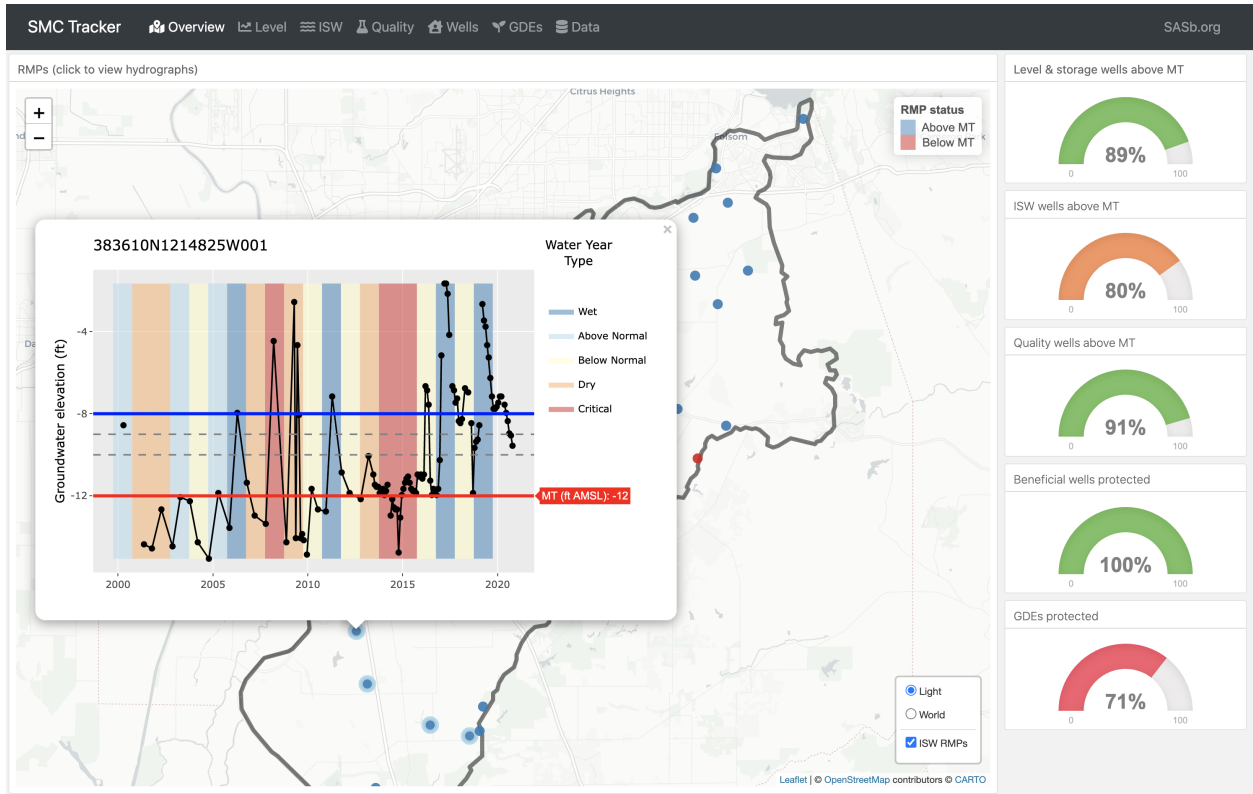 SMC Tracker Overview Level ISW Quality Wells GDEs Data SASb.org
RMPs (click to view hydrographs)
+
−
Citrus Heights
Folsom
RMP status
Above MT
Below MT
×
383610N1214825W001
Water Year
Type
Wet
Above Normal
Below Normal
Dry
Critical
Groundwater elevation (ft)
-4
-8
-12
MT (ft AMSL): -12
2000 2005 2010 2015 2020
Light
World
ISW RMPs
Leaflet | © OpenStreetMap contributors © CARTO
Level & storage wells above MT
89%
0 100
ISW wells above MT
80%
0 100
Quality wells above MT
91%
0 100
Beneficial wells protected
100%
0 100
GDEs protected
71%
0 100